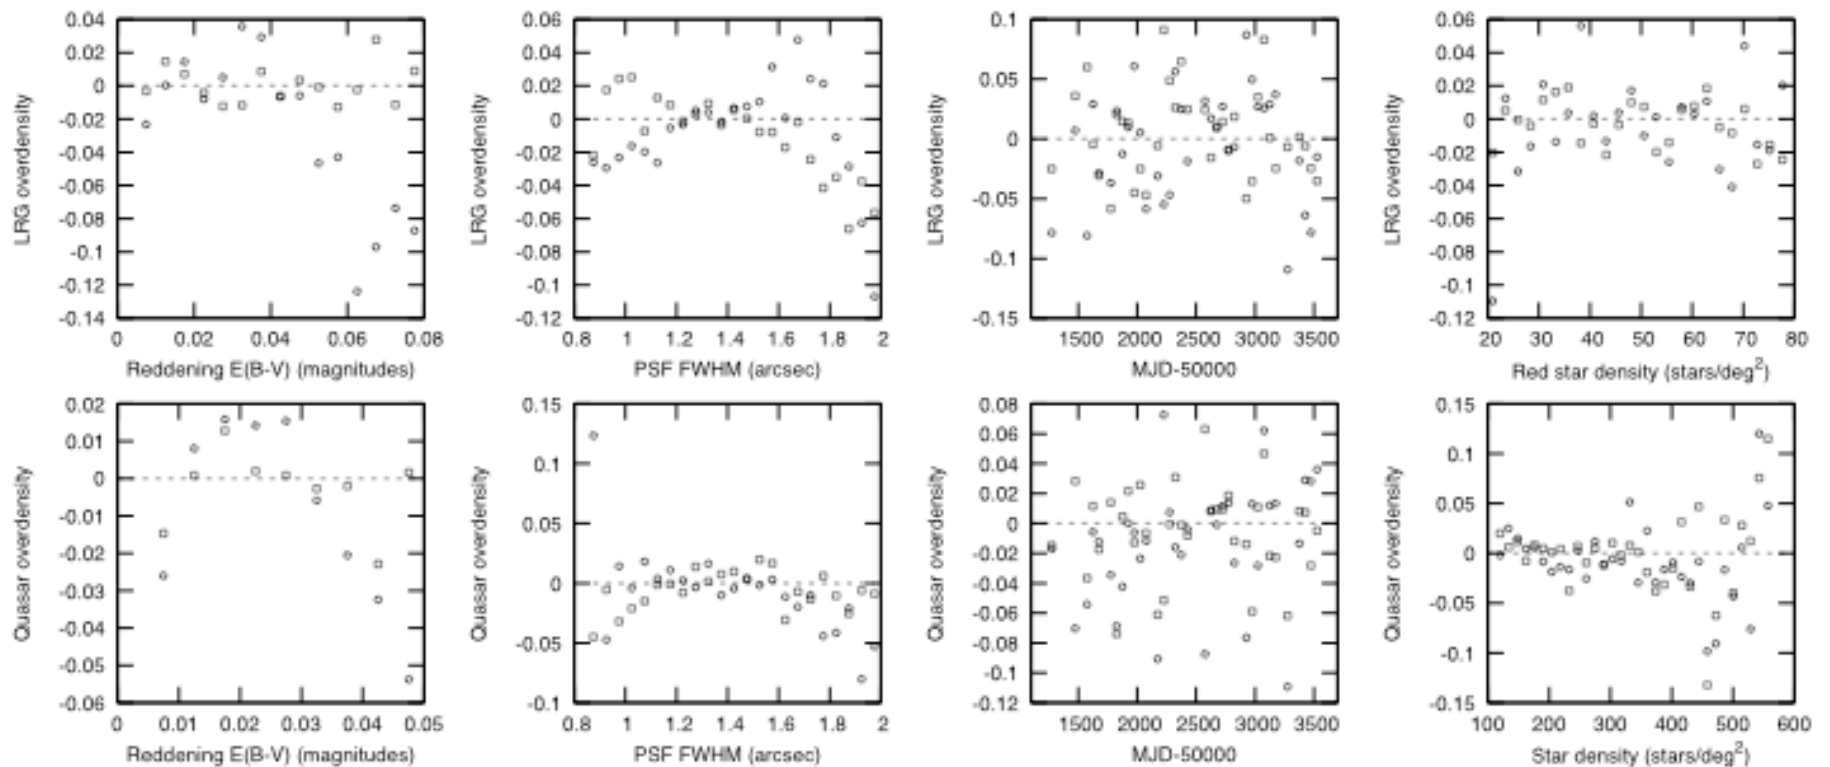 0.04
0.02
0
-0.02
-0.04
-0.06
-0.08
-0.1
-0.12
-0.14
LRG overdensity
0 0.02 0.04 0.06 0.08
Reddening E(B-V) (magnitudes)
0.06
0.04
0.02
0
-0.02
-0.04
-0.06
-0.08
-0.1
-0.12
LRG overdensity
0.8 1 1.2 1.4 1.6 1.8 2
PSF FWHM (arcsec)
0.1
0.05
0
-0.05
-0.1
-0.15
LRG overdensity
1500 2000 2500 3000 3500
MJD-50000
0.06
0.04
0.02
0
-0.02
-0.04
-0.06
-0.08
-0.1
-0.12
LRG overdensity
20 30 40 50 60 70 80
Red star density (stars/deg²)
0.02
0.01
0
-0.01
-0.02
-0.03
-0.04
-0.05
-0.06
Quasar overdensity
0 0.01 0.02 0.03 0.04 0.05
Reddening E(B-V) (magnitudes)
0.15
0.1
0.05
0
-0.05
-0.1
Quasar overdensity
0.8 1 1.2 1.4 1.6 1.8 2
PSF FWHM (arcsec)
0.08
0.06
0.04
0.02
0
-0.02
-0.04
-0.06
-0.08
-0.1
-0.12
Quasar overdensity
1500 2000 2500 3000 3500
MJD-50000
0.15
0.1
0.05
0
-0.05
-0.1
-0.15
Quasar overdensity
100 200 300 400 500 600
Star density (stars/deg²)